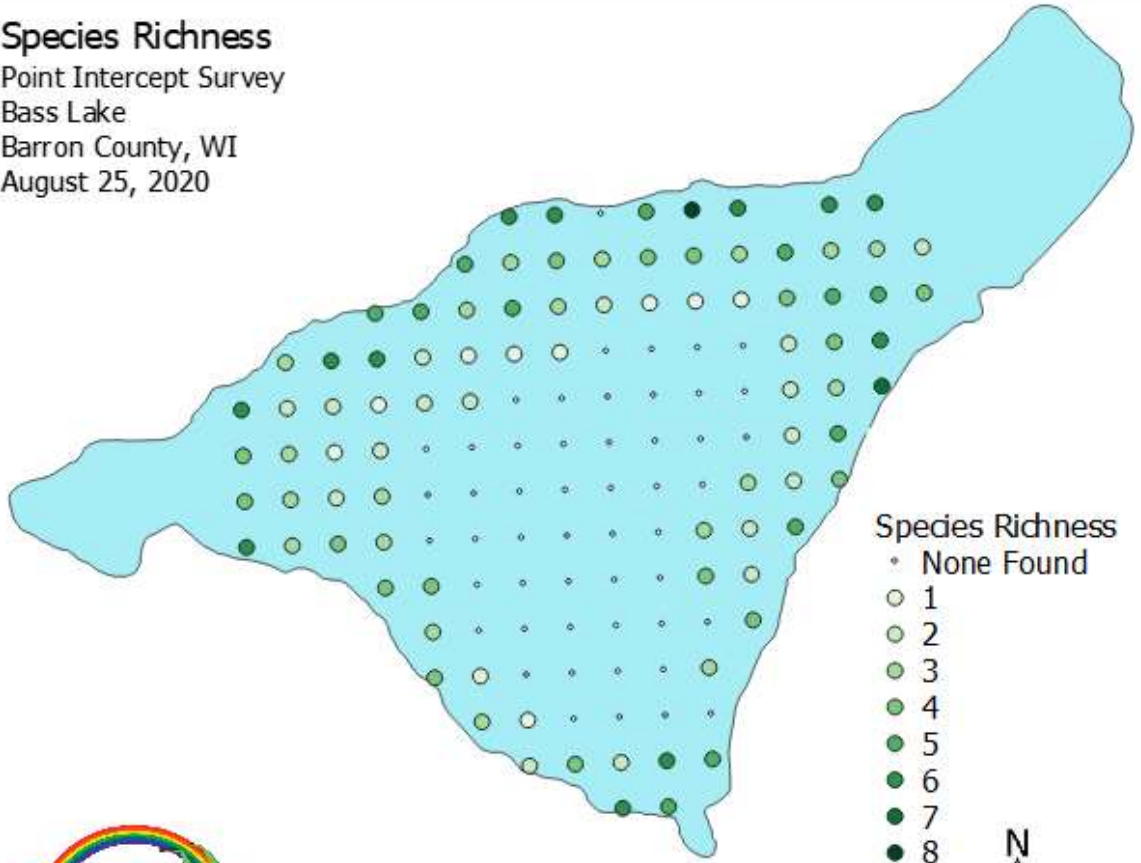 Species Richness
Point Intercept Survey
Bass Lake
Barron County, WI
August 25, 2020
Species Richness
None Found
1
2
3
4
5
6
7
8
N